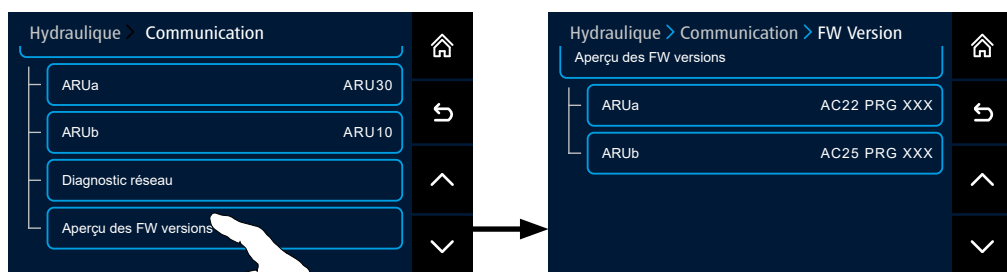 Hydraulique > Communication
ARUa ARU30
ARUb ARU10
Diagnostic réseau
Aperçu des FW versions
Hydraulique > Communication > FW Version
Aperçu des FW versions
ARUa AC22 PRG XXX
ARUb AC25 PRG XXX